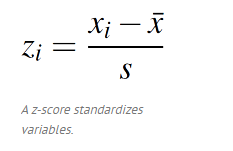 zᵢ = (xᵢ − x̄) / s
A z-score standardizes
variables.